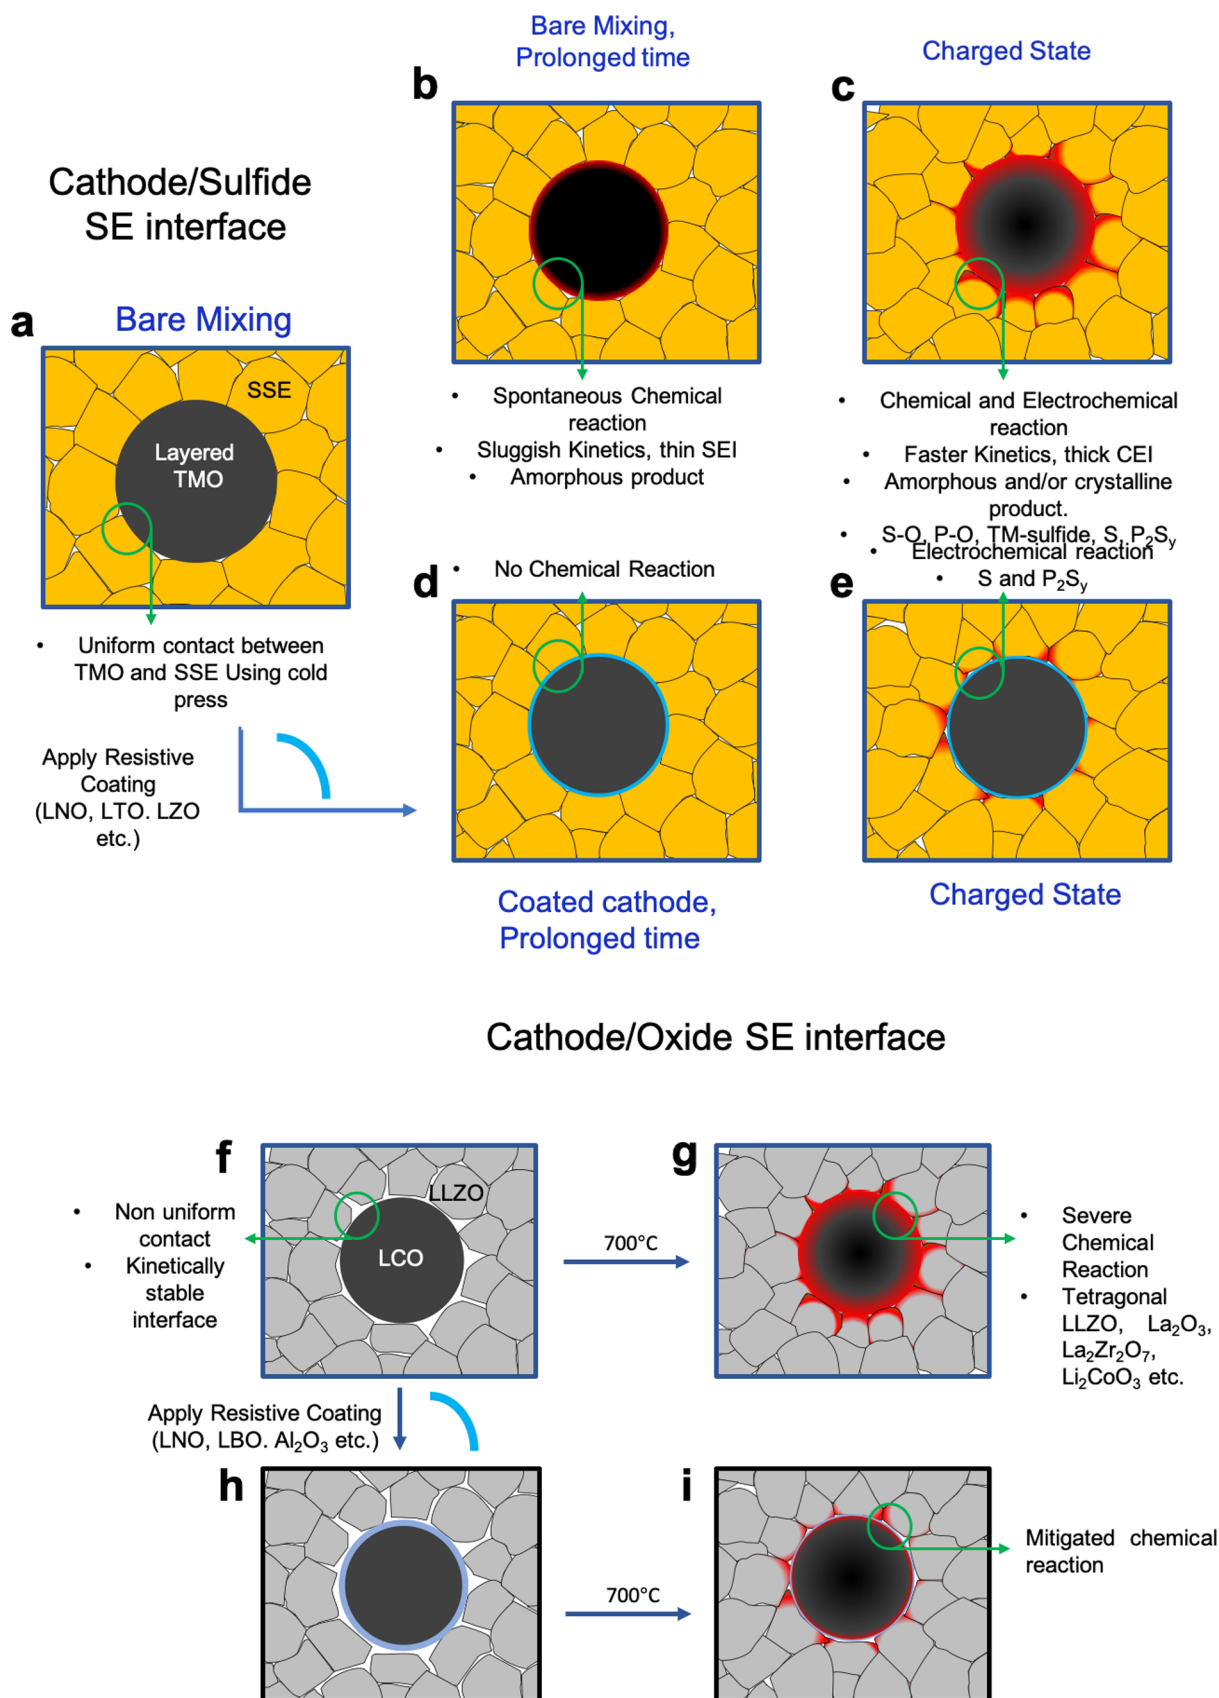 Cathode/Sulfide
SE interface
a
Bare Mixing
SSE
Layered
TMO
• Uniform contact between
TMO and SSE Using cold
press
Apply Resistive
Coating
(LNO, LTO. LZO
etc.)
Bare Mixing,
Prolonged time
b
• Spontaneous Chemical
reaction
• Sluggish Kinetics, thin SEI
• Amorphous product
Charged State
c
• Chemical and Electrochemical
reaction
• Faster Kinetics, thick CEI
• Amorphous and/or crystalline
product.
• S-O, P-O, TM-sulfide, S, P₂Sᵧ
• No Chemical Reaction
d
Coated cathode,
Prolonged time
• Electrochemical reaction
• S and P₂Sᵧ
e
Charged State
Cathode/Oxide SE interface
f
LLZO
LCO
• Non uniform
contact
• Kinetically
stable
interface
700°C
g
• Severe
Chemical
Reaction
• Tetragonal
LLZO, La₂O₃,
La₂Zr₂O₇,
Li₂CoO₃ etc.
Apply Resistive Coating
(LNO, LBO. Al₂O₃ etc.)
h
700°C
i
Mitigated chemical
reaction